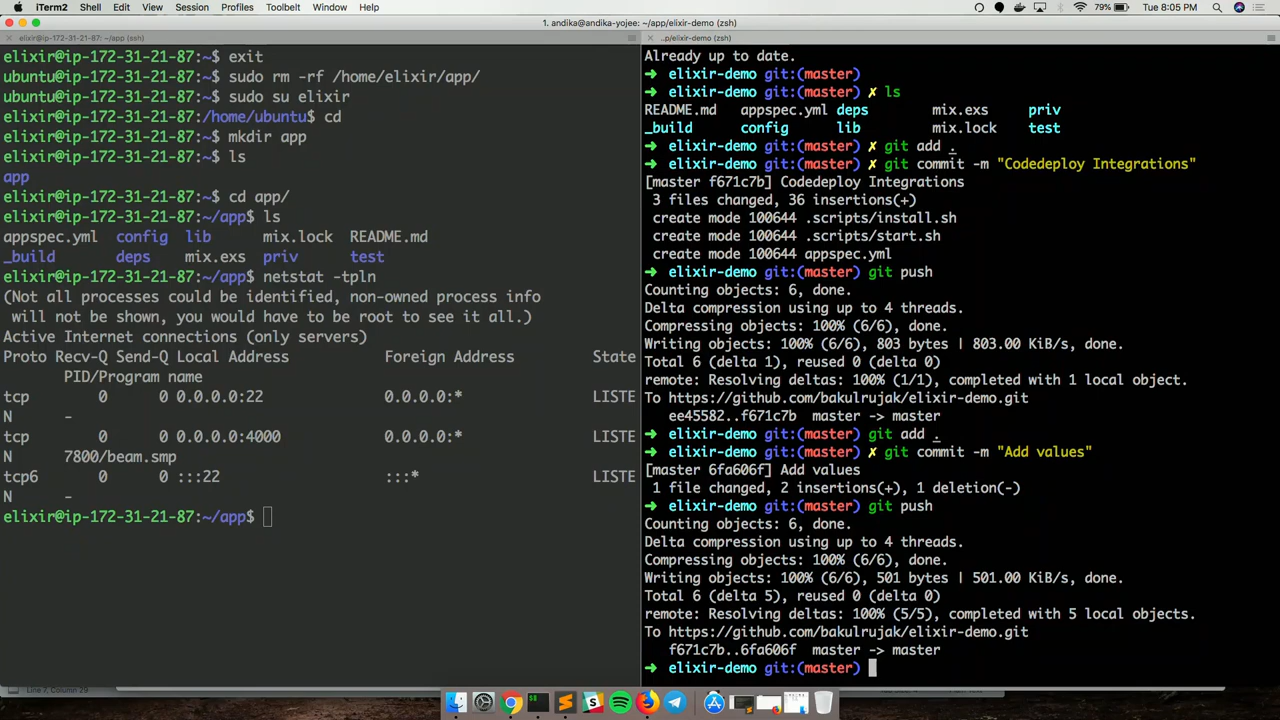 iTerm2 Shell Edit View Session Profiles Toolbelt Window Help 79% Tue 8:05 PM
1. andika@andika-yojee: ~/app/elixir-demo (zsh)
elixir@ip-172-31-21-87: ~/app (ssh)
elixir@ip-172-31-21-87:~$ exit
ubuntu@ip-172-31-21-87:~$ sudo rm -rf /home/elixir/app/
ubuntu@ip-172-31-21-87:~$ sudo su elixir
elixir@ip-172-31-21-87:/home/ubuntu$ cd
elixir@ip-172-31-21-87:~$ mkdir app
elixir@ip-172-31-21-87:~$ ls
app
elixir@ip-172-31-21-87:~$ cd app/
elixir@ip-172-31-21-87:~/app$ ls
appspec.yml config lib mix.lock README.md
_build deps mix.exs priv test
elixir@ip-172-31-21-87:~/app$ netstat -tpln
(Not all processes could be identified, non-owned process info
will not be shown, you would have to be root to see it all.)
Active Internet connections (only servers)
Proto Recv-Q Send-Q Local Address Foreign Address State
PID/Program name
tcp 0 0 0.0.0.0:22 0.0.0.0:* LISTE
N -
tcp 0 0 0.0.0.0:4000 0.0.0.0:* LISTE
N 7800/beam.smp
tcp6 0 0 :::22 :::* LISTE
N -
elixir@ip-172-31-21-87:~/app$
..p/elixir-demo (zsh)
Already up to date.
➜ elixir-demo git:(master)
➜ elixir-demo git:(master) ✗ ls
README.md appspec.yml deps mix.exs priv
_build config lib mix.lock test
➜ elixir-demo git:(master) ✗ git add .
➜ elixir-demo git:(master) ✗ git commit -m "Codedeploy Integrations"
[master f671c7b] Codedeploy Integrations
3 files changed, 36 insertions(+)
create mode 100644 .scripts/install.sh
create mode 100644 .scripts/start.sh
create mode 100644 appspec.yml
➜ elixir-demo git:(master) git push
Counting objects: 6, done.
Delta compression using up to 4 threads.
Compressing objects: 100% (6/6), done.
Writing objects: 100% (6/6), 803 bytes | 803.00 KiB/s, done.
Total 6 (delta 1), reused 0 (delta 0)
remote: Resolving deltas: 100% (1/1), completed with 1 local object.
To https://github.com/bakulrujak/elixir-demo.git
ee45582..f671c7b master -> master
➜ elixir-demo git:(master) git add .
➜ elixir-demo git:(master) ✗ git commit -m "Add values"
[master 6fa606f] Add values
1 file changed, 2 insertions(+), 1 deletion(-)
➜ elixir-demo git:(master) git push
Counting objects: 6, done.
Delta compression using up to 4 threads.
Compressing objects: 100% (6/6), done.
Writing objects: 100% (6/6), 501 bytes | 501.00 KiB/s, done.
Total 6 (delta 5), reused 0 (delta 0)
remote: Resolving deltas: 100% (5/5), completed with 5 local objects.
To https://github.com/bakulrujak/elixir-demo.git
f671c7b..6fa606f master -> master
➜ elixir-demo git:(master)
Line 7, Column 29